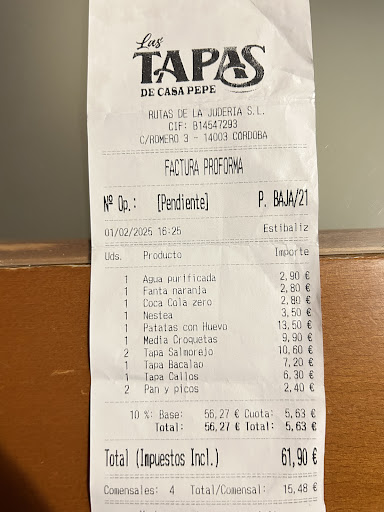 Las
TAPAS
DE CASA PEPE
RUTAS DE LA JUDERIA S.L.
CIF: B14547293
C/ROMERO 3 - 14003 CORDOBA
FACTURA PROFORMA
Nº Op.: [Pendiente] P. BAJA/21
01/02/2025 16:25 Estibaliz
Uds. Producto Importe
1 Agua purificada 2,90 €
1 Fanta naranja 2,80 €
1 Coca Cola zero 2,80 €
1 Nestea 3,50 €
1 Patatas con Huevo 13,50 €
1 Media Croquetas 9,90 €
2 Tapa Salmorejo 10,60 €
1 Tapa Bacalao 7,20 €
1 Tapa Callos 6,30 €
2 Pan y picos 2,40 €
10 %: Base: 56,27 € Cuota: 5,63 €
Total: 56,27 € Total: 5,63 €
Total (Impuestos Incl.) 61,90 €
Comensales: 4 Total/Comensal: 15,48 €